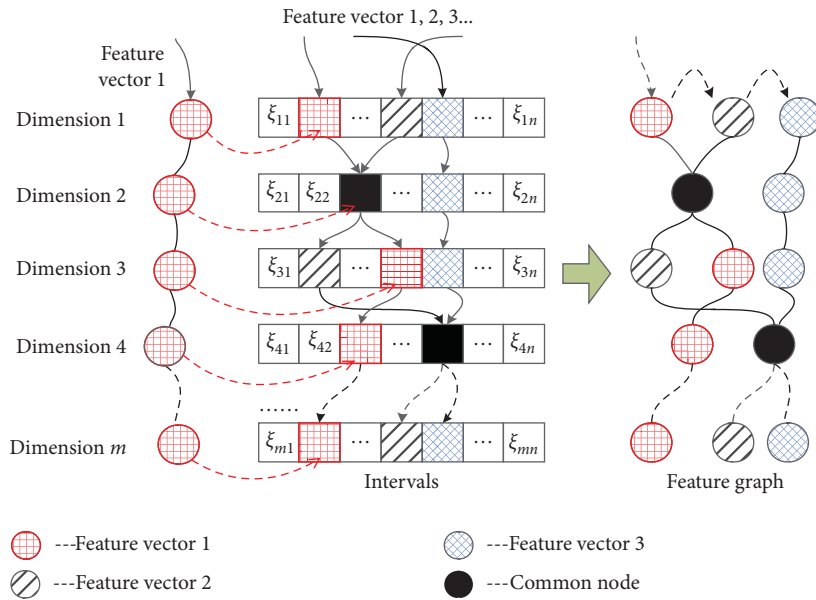 Feature vector 1, 2, 3...
Feature
vector 1
Dimension 1
ξ11 ... ... ξ1n
Dimension 2
ξ21 ξ22 ... ... ξ2n
Dimension 3
ξ31 ... ... ξ3n
Dimension 4
ξ41 ξ42 ... ... ξ4n
......
Dimension m
ξm1 ... ... ξmn
Intervals
Feature graph
---Feature vector 1
---Feature vector 3
---Feature vector 2
---Common node